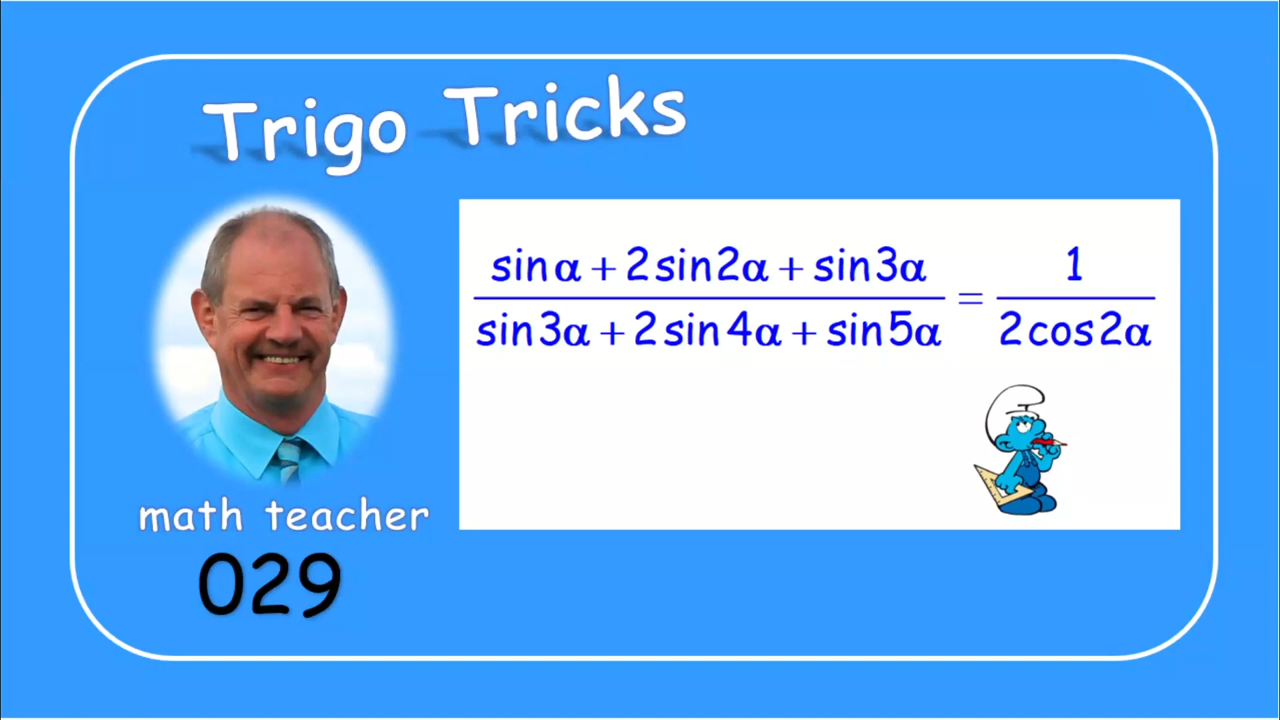 Trigo Tricks
sinα + 2sin2α + sin3α
sin3α + 2sin4α + sin5α
=
1
2cos2α
math teacher
029